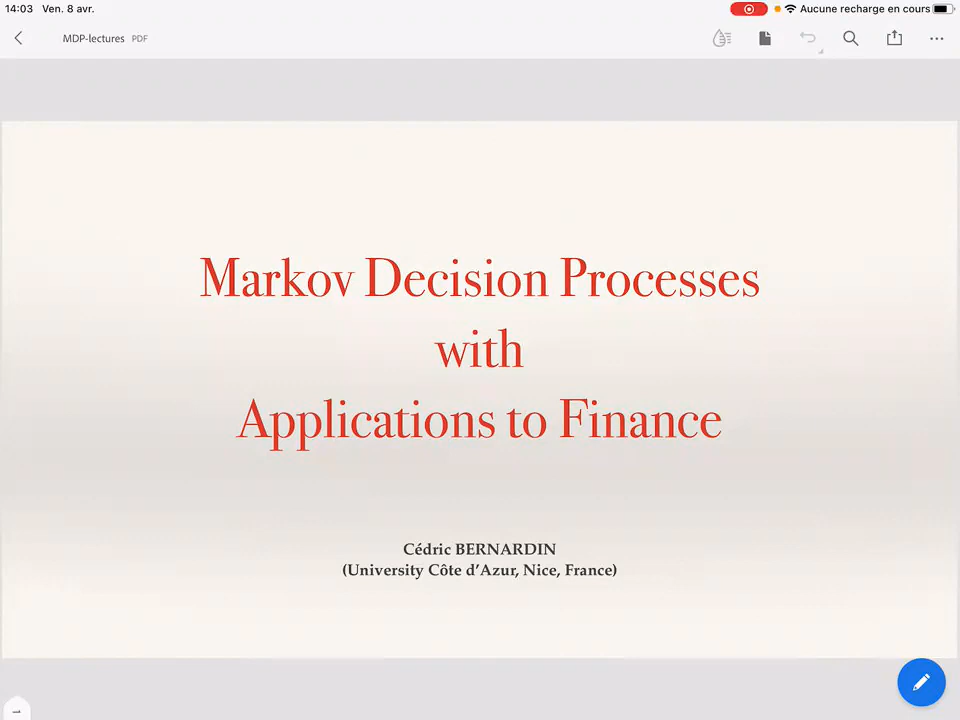 14:03 Ven. 8 avr.
Aucune recharge en cours
MDP-lectures PDF
Markov Decision Processes
with
Applications to Finance
Cédric BERNARDIN
(University Côte d'Azur, Nice, France)